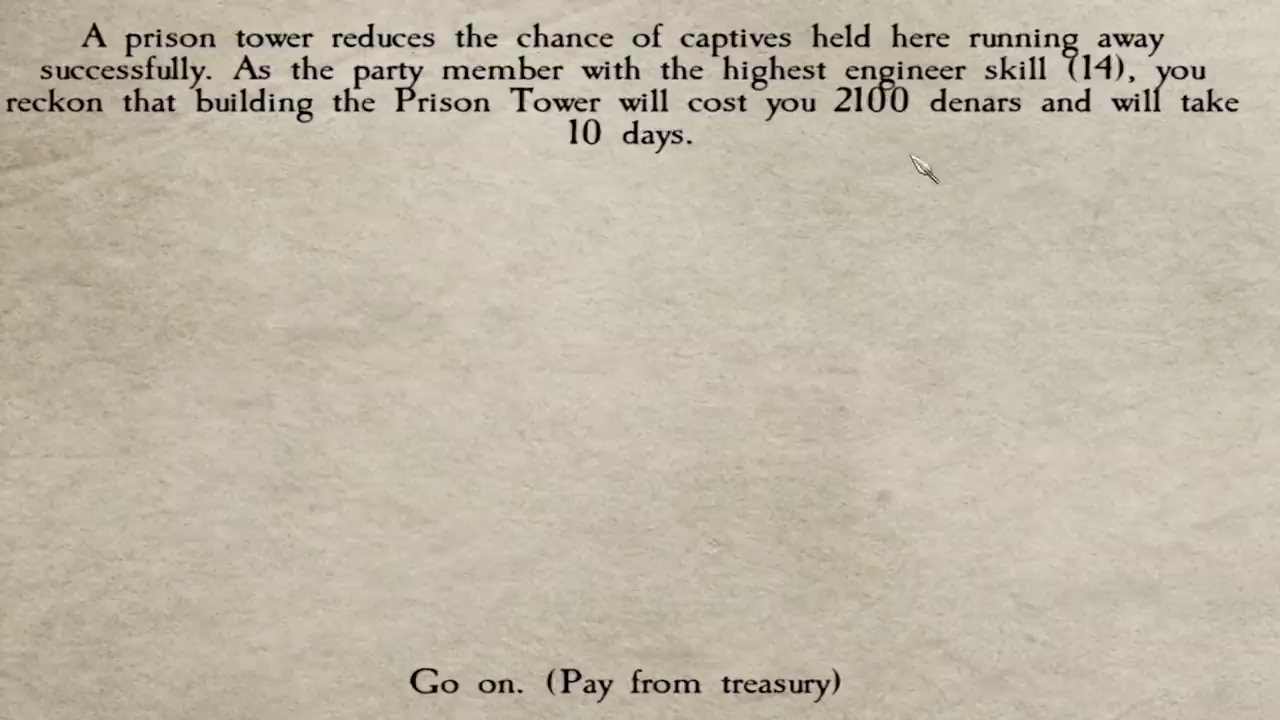 A prison tower reduces the chance of captives held here running away
successfully. As the party member with the highest engineer skill (14), you
reckon that building the Prison Tower will cost you 2100 denars and will take
10 days.
Go on. (Pay from treasury)